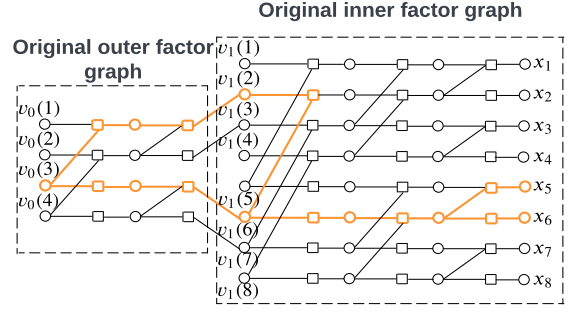 Original inner factor graph
Original outer factor
graph
v₁(1)
v₁(2)
v₁(3)
v₁(4)
v₁(5)
v₁(6)
v₁(7)
v₁(8)
v₀(1)
v₀(2)
v₀(3)
v₀(4)
x₁
x₂
x₃
x₄
x₅
x₆
x₇
x₈